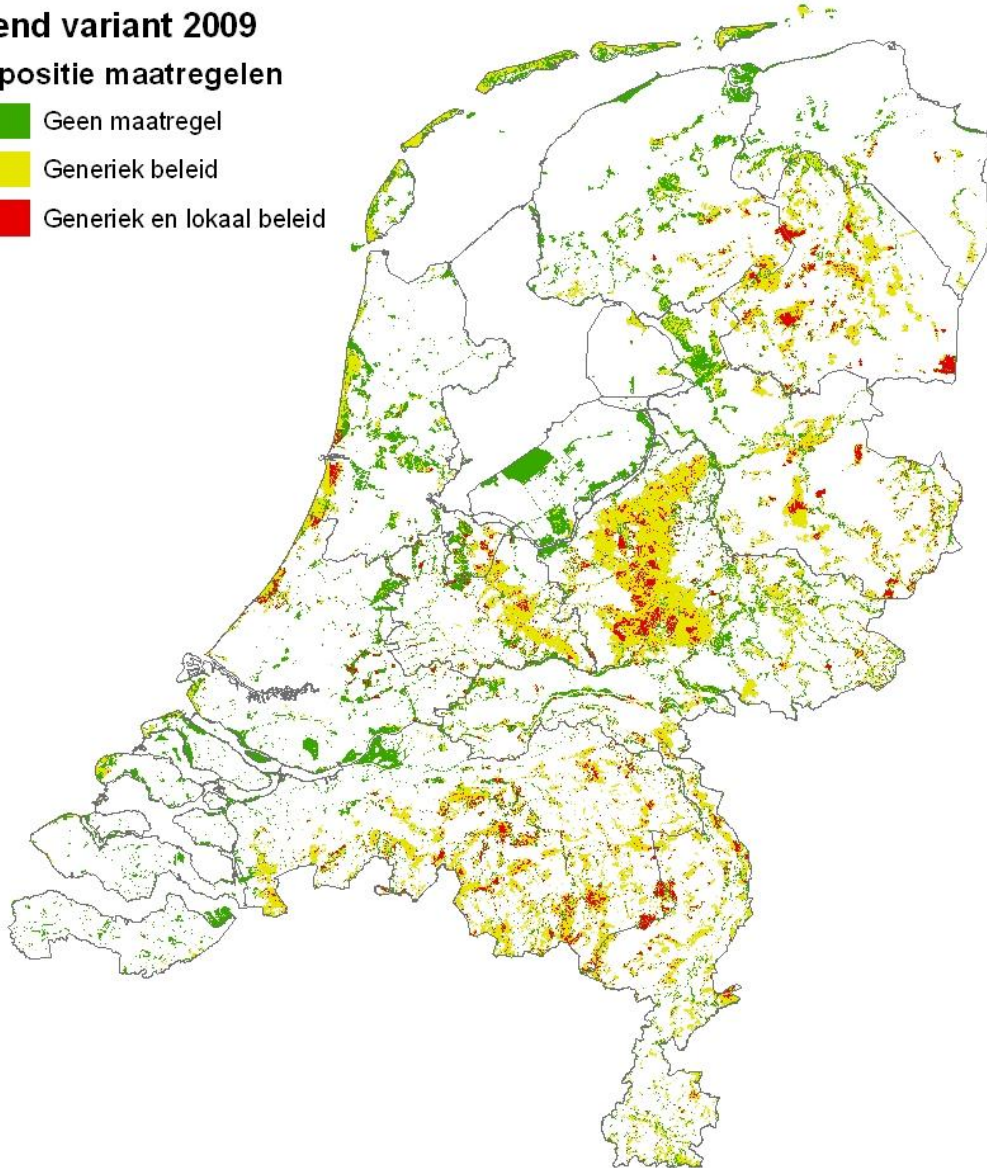 end variant 2009
positie maatregelen
Geen maatregel
Generiek beleid
Generiek en lokaal beleid